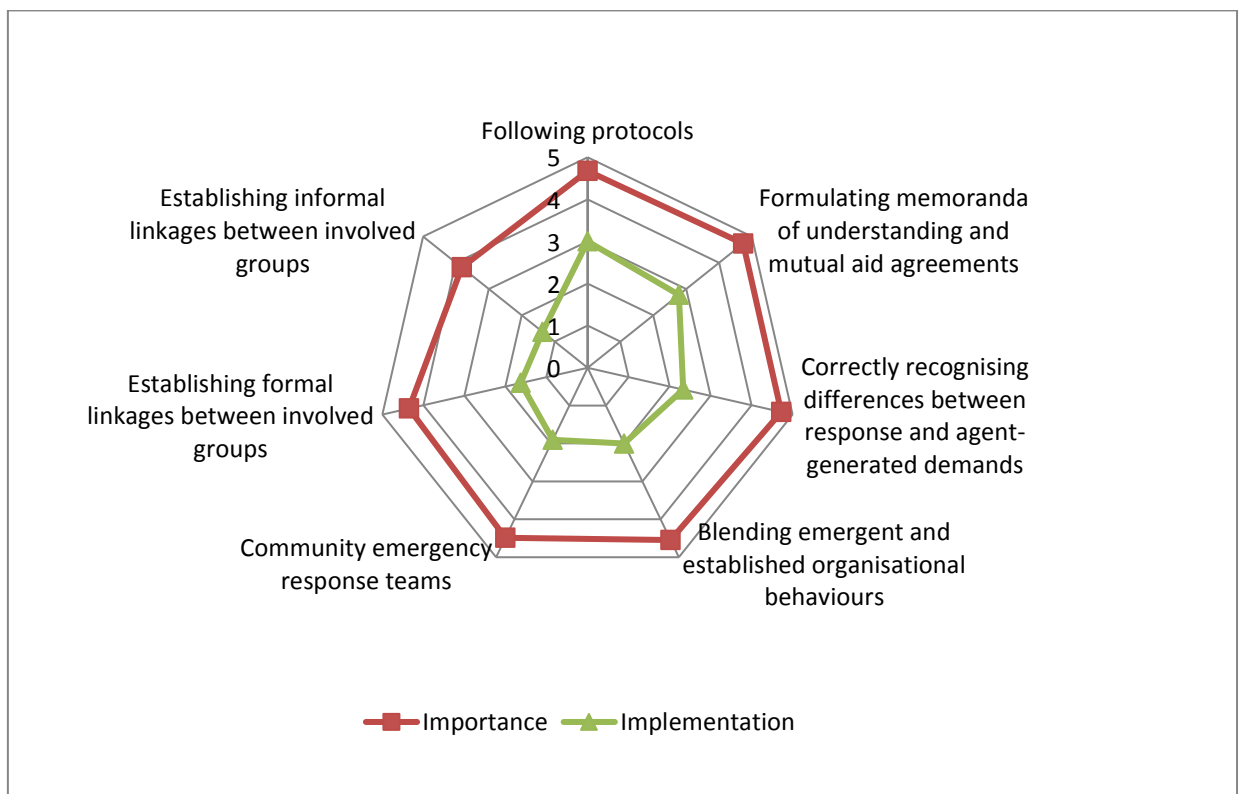 Following protocols
5
4
3
2
1
0
Formulating memoranda
of understanding and
mutual aid agreements
Correctly recognising
differences between
response and agent-
generated demands
Blending emergent and
established organisational
behaviours
Community emergency
response teams
Establishing formal
linkages between involved
groups
Establishing informal
linkages between involved
groups
Importance
Implementation